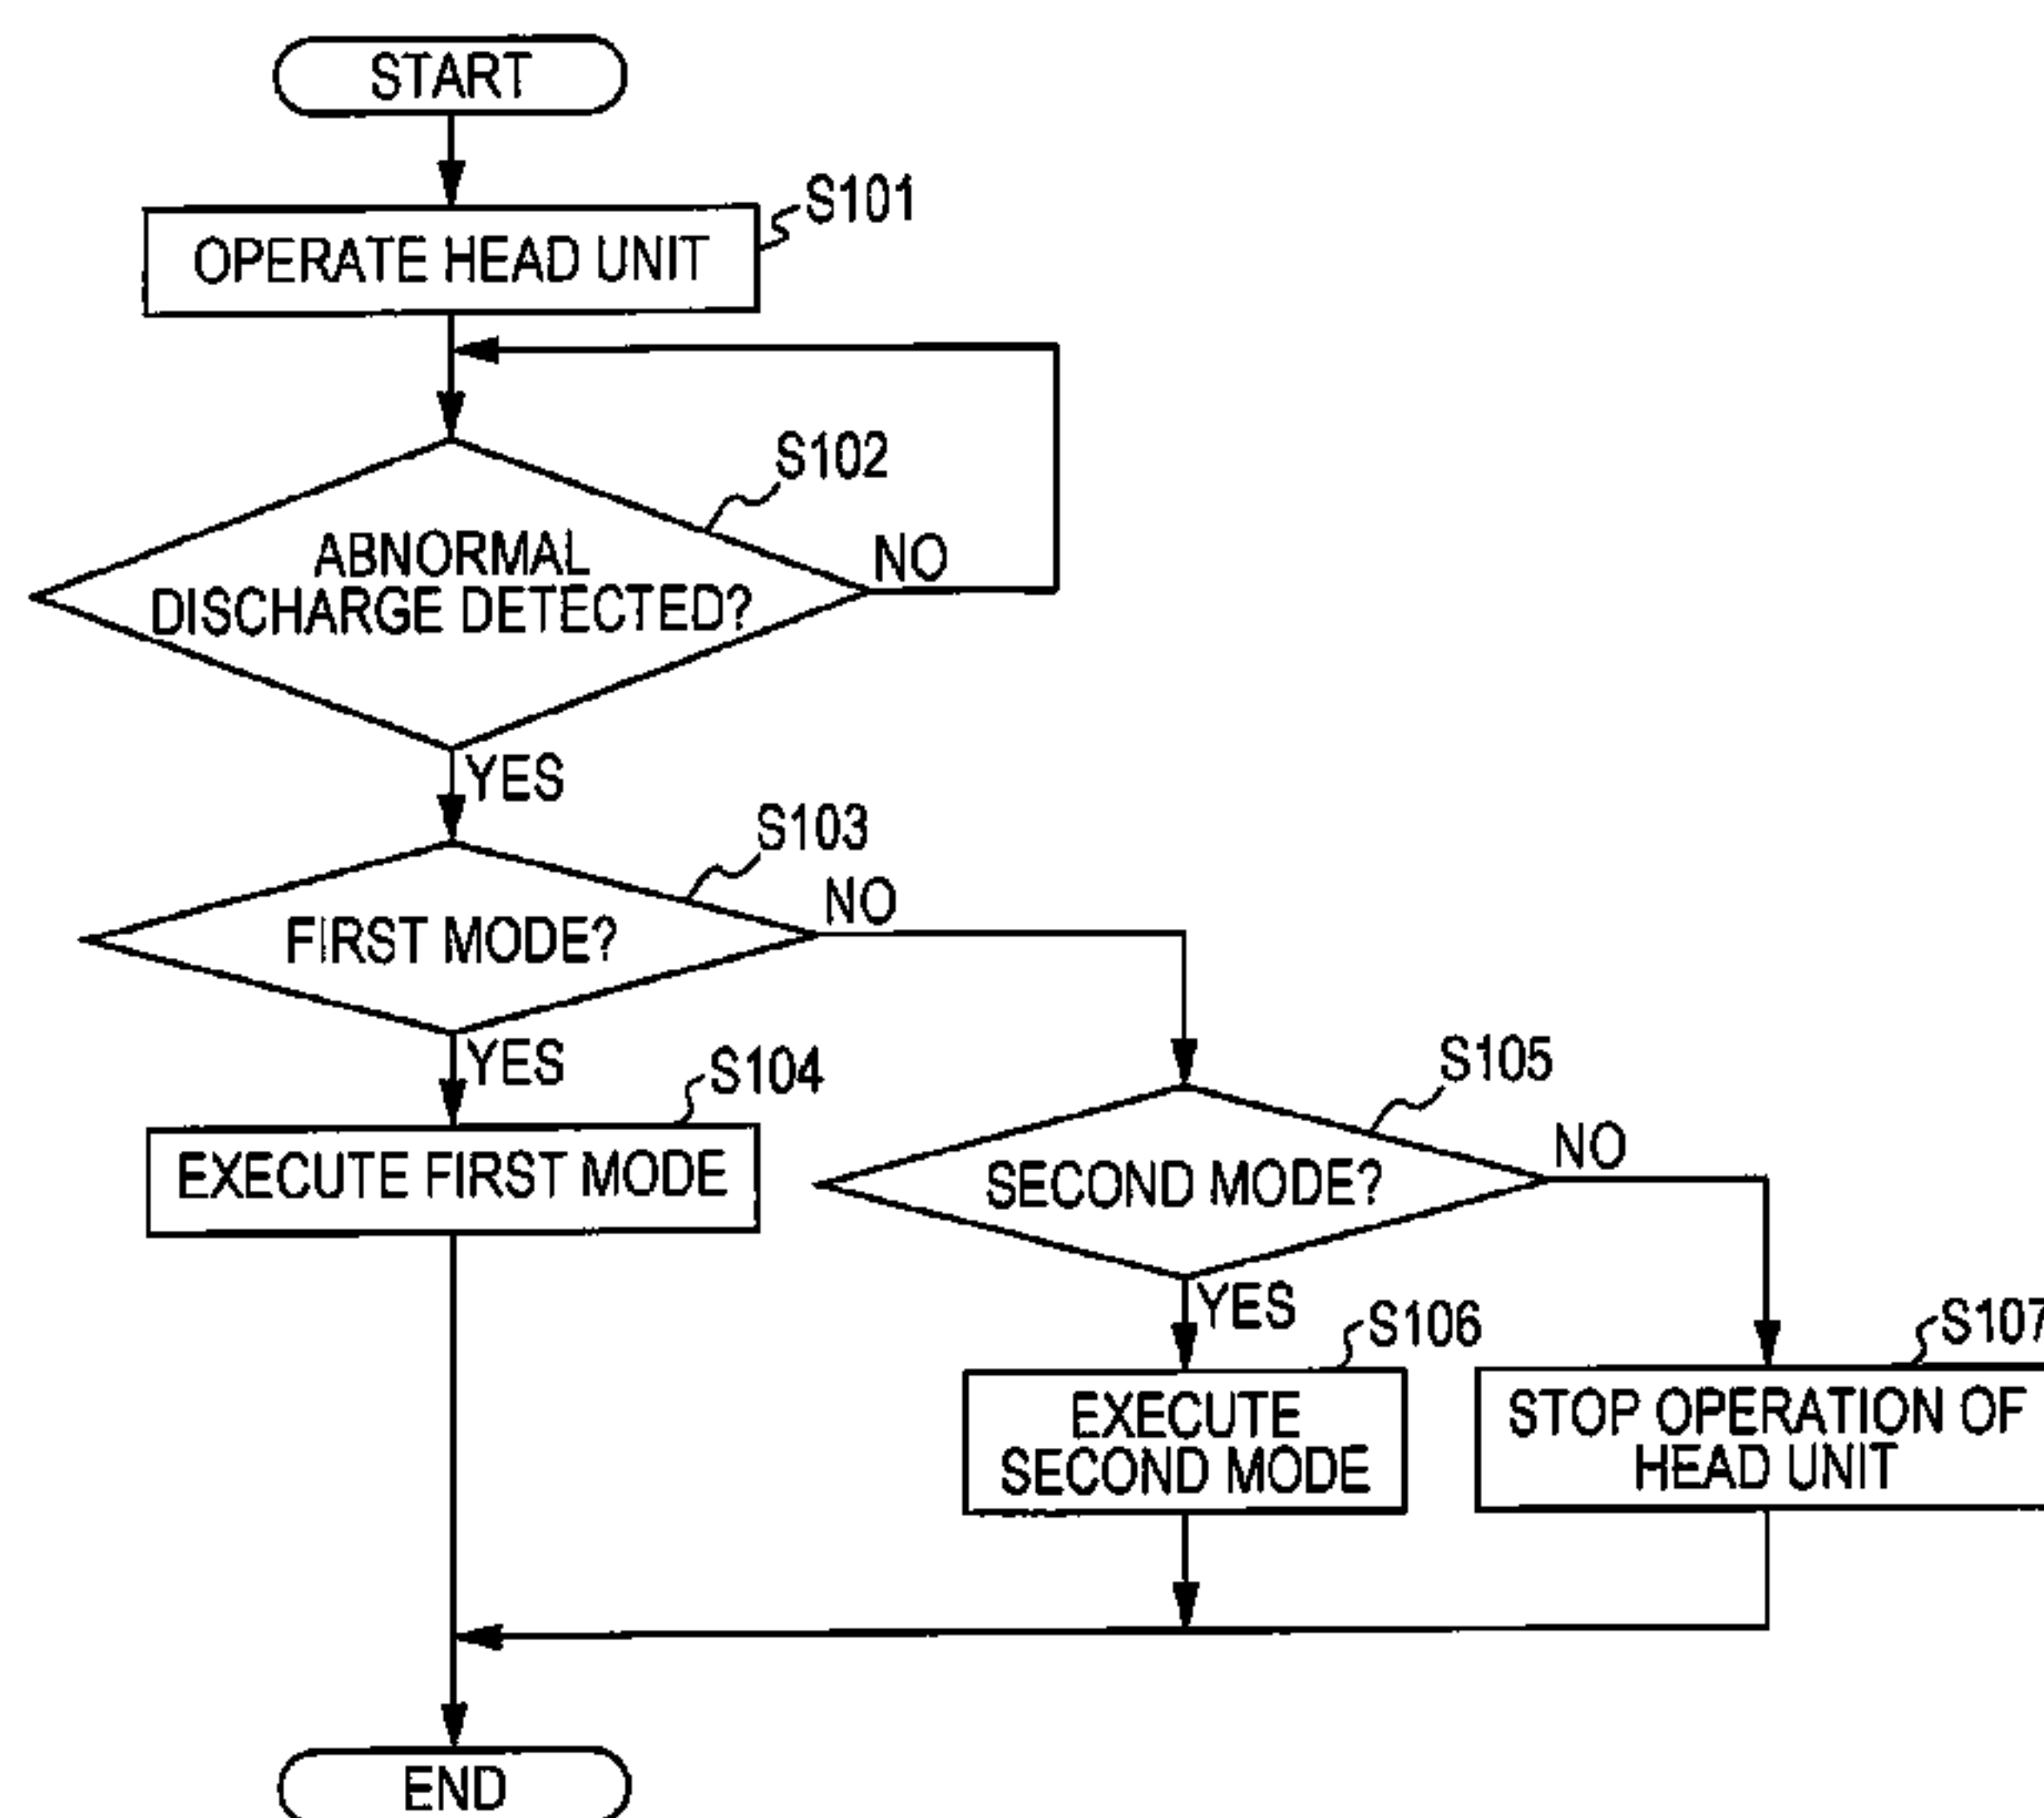 START
S101
OPERATE HEAD UNIT
S102
ABNORMAL
DISCHARGE DETECTED?
NO
YES
S103
FIRST MODE?
NO
YES
S104
EXECUTE FIRST MODE
S105
SECOND MODE?
NO
YES
S106
EXECUTE
SECOND MODE
S107
STOP OPERATION OF
HEAD UNIT
END